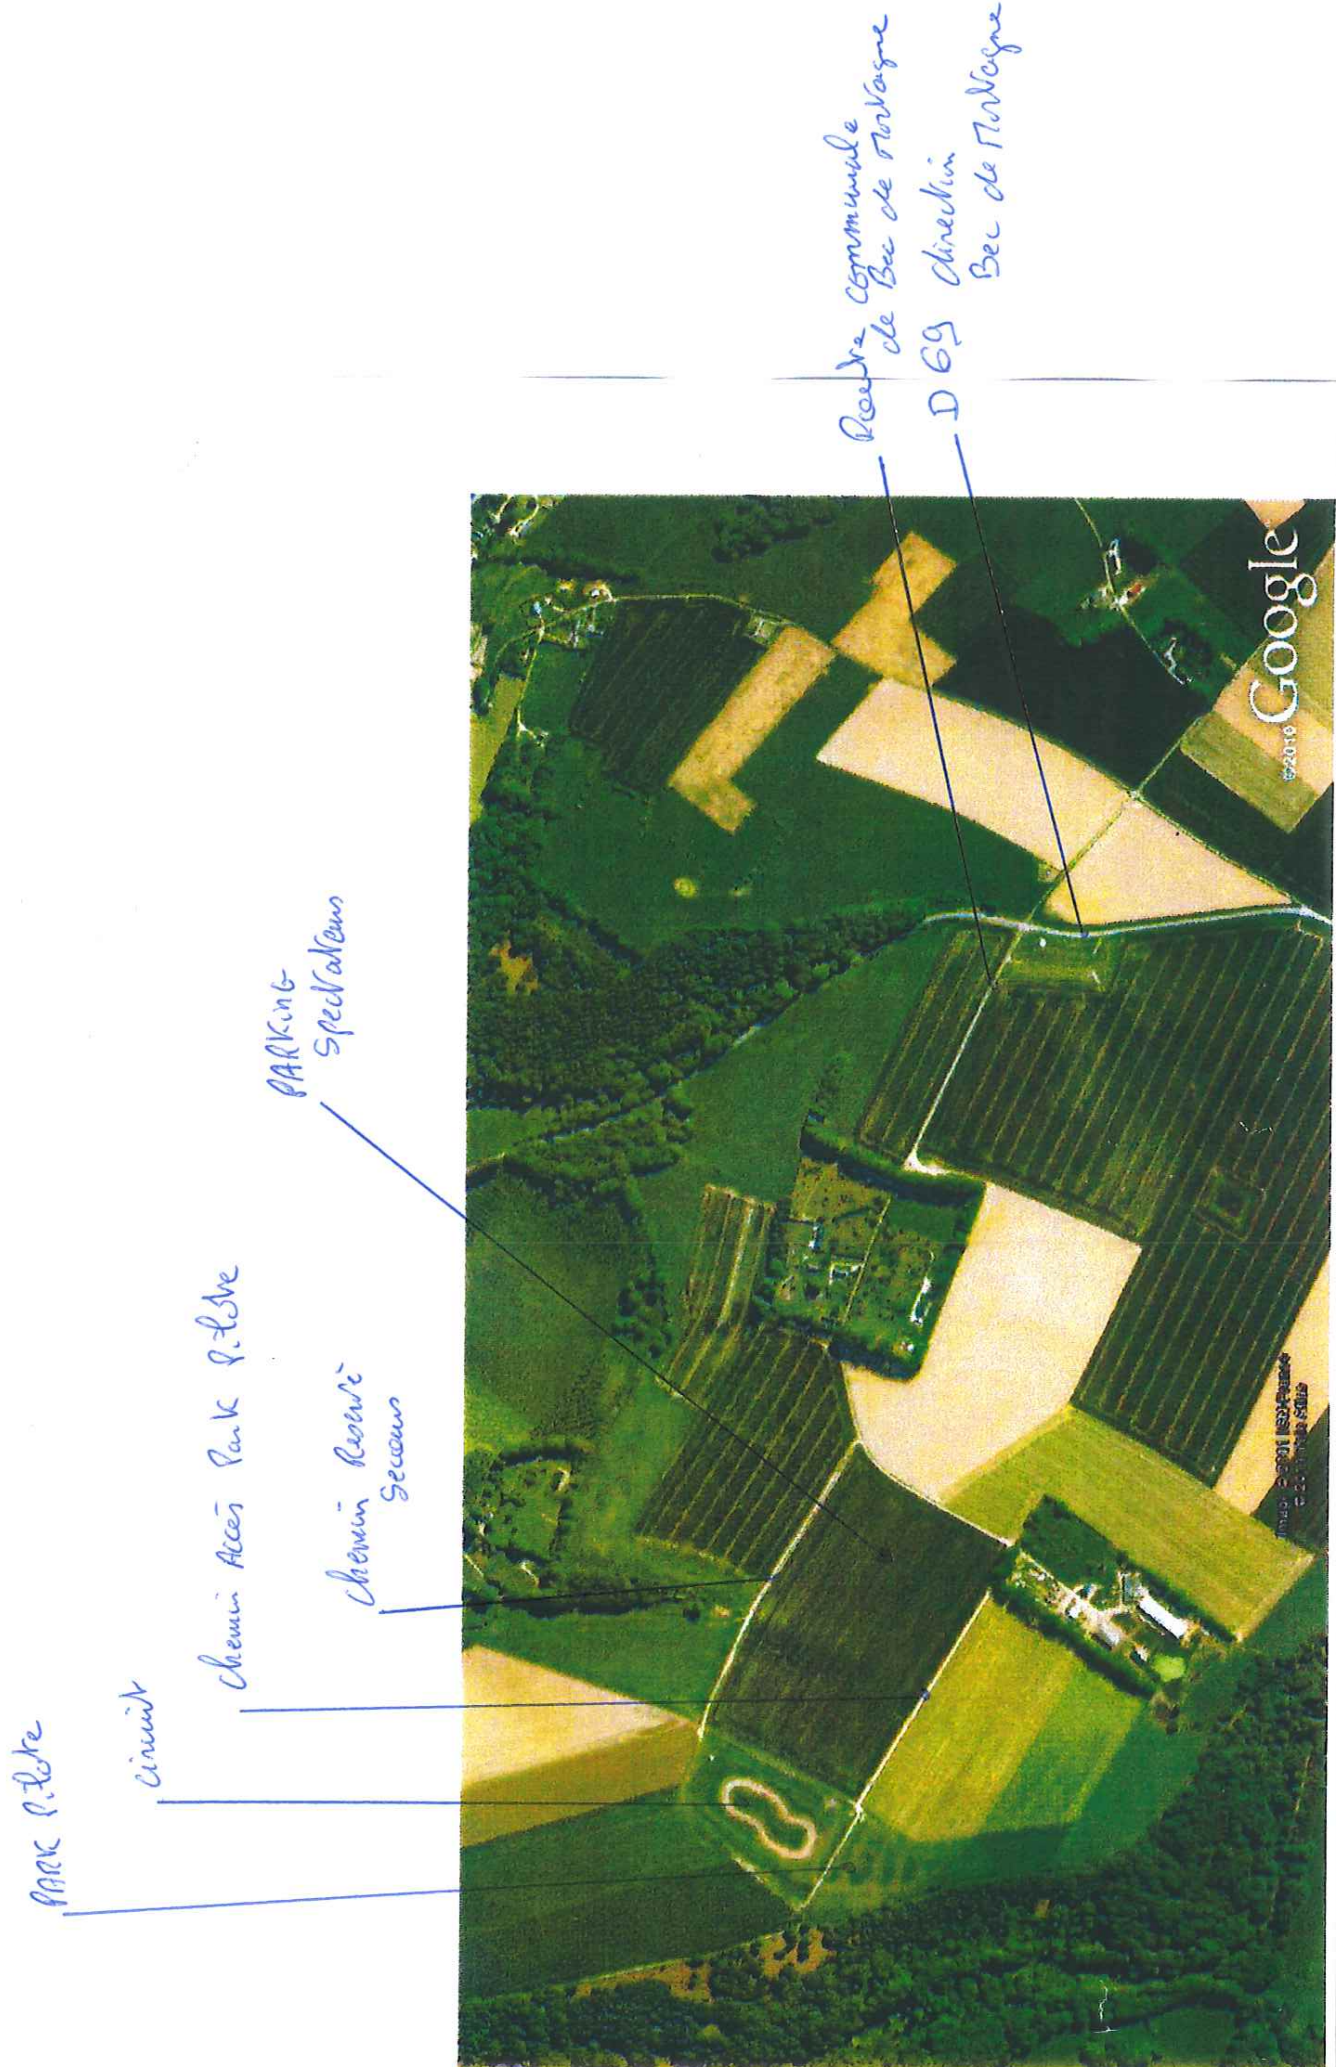 PARK Pilote
Circuit
Chemin Accès Park Pilote
Chemin Reservé
Secours
PARKING
Spectateurs
Route communale
de Bec de Mortagne
D 69 direction
Bec de Mortagne
©2010 Google